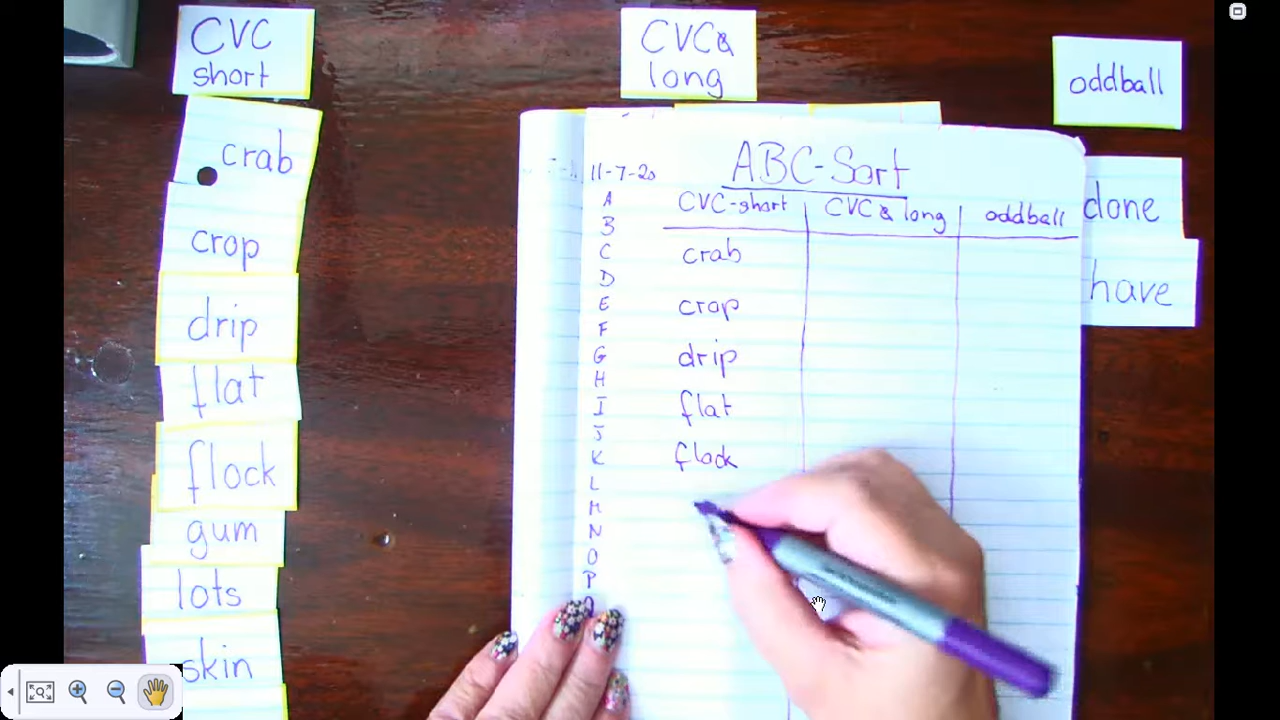 CVC
short
crab
crop
drip
flat
flock
gum
lots
skin
CVCe
long
oddball
done
have
11-7-20
ABC-Sort
CVC-short
CVCe long
oddball
A
B
C
D
E
F
G
H
I
J
K
L
M
N
O
P
crab
crop
drip
flat
flock